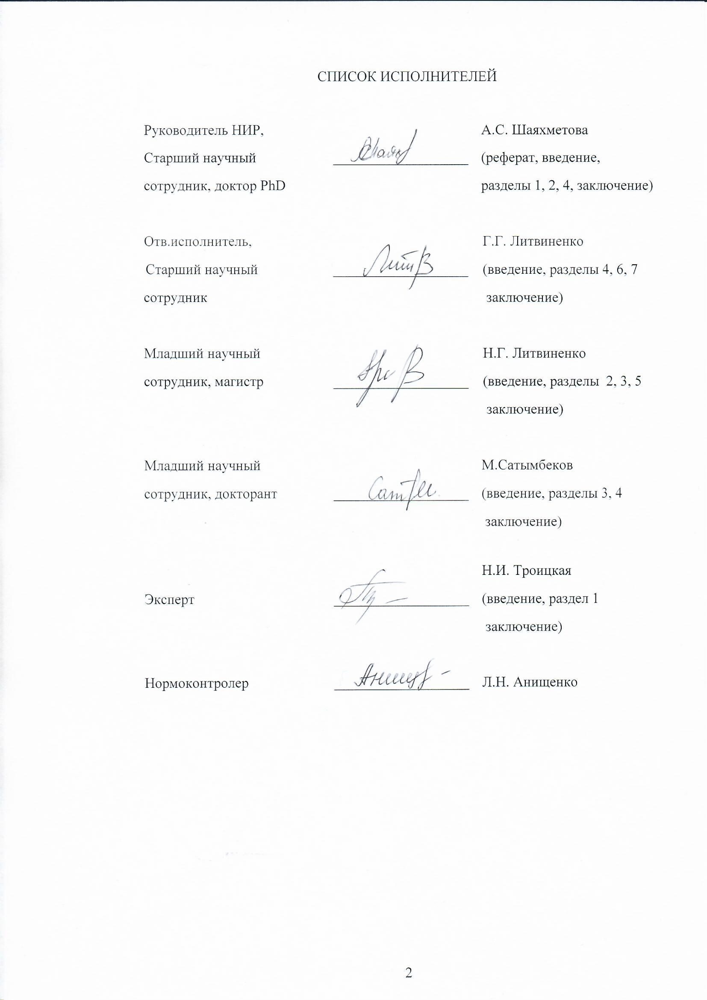 СПИСОК ИСПОЛНИТЕЛЕЙ
Руководитель НИР,
Старший научный
сотрудник, доктор PhD
А.С. Шаяхметова
(реферат, введение,
разделы 1, 2, 4, заключение)
Отв.исполнитель,
Старший научный
сотрудник
Г.Г. Литвиненко
(введение, разделы 4, 6, 7
заключение)
Младший научный
сотрудник, магистр
Н.Г. Литвиненко
(введение, разделы 2, 3, 5
заключение)
Младший научный
сотрудник, докторант
М.Сатымбеков
(введение, разделы 3, 4
заключение)
Эксперт
Н.И. Троицкая
(введение, раздел 1
заключение)
Нормоконтролер
Л.Н. Анищенко
2